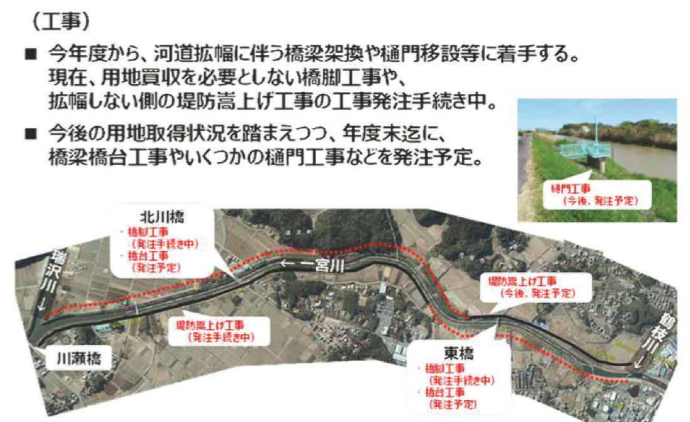 （工事）
■ 今年度から、河道拡幅に伴う橋梁架換や樋門移設等に着手する。
現在、用地買収を必要としない橋脚工事や、
拡幅しない側の堤防嵩上げ工事の工事発注手続き中。
■ 今後の用地取得状況を踏まえつつ、年度末迄に、
橋梁橋台工事やいくつかの樋門工事などを発注予定。
樋門工事
（今後、発注予定）
北川橋
・橋脚工事
（発注手続き中）
・橋台工事
（発注予定）
瑞沢川
← 一宮川
堤防嵩上げ工事
（今後、発注予定）
鶴枝川
堤防嵩上げ工事
（発注手続き中）
川瀬橋
東橋
・橋脚工事
（発注手続き中）
・橋台工事
（発注予定）